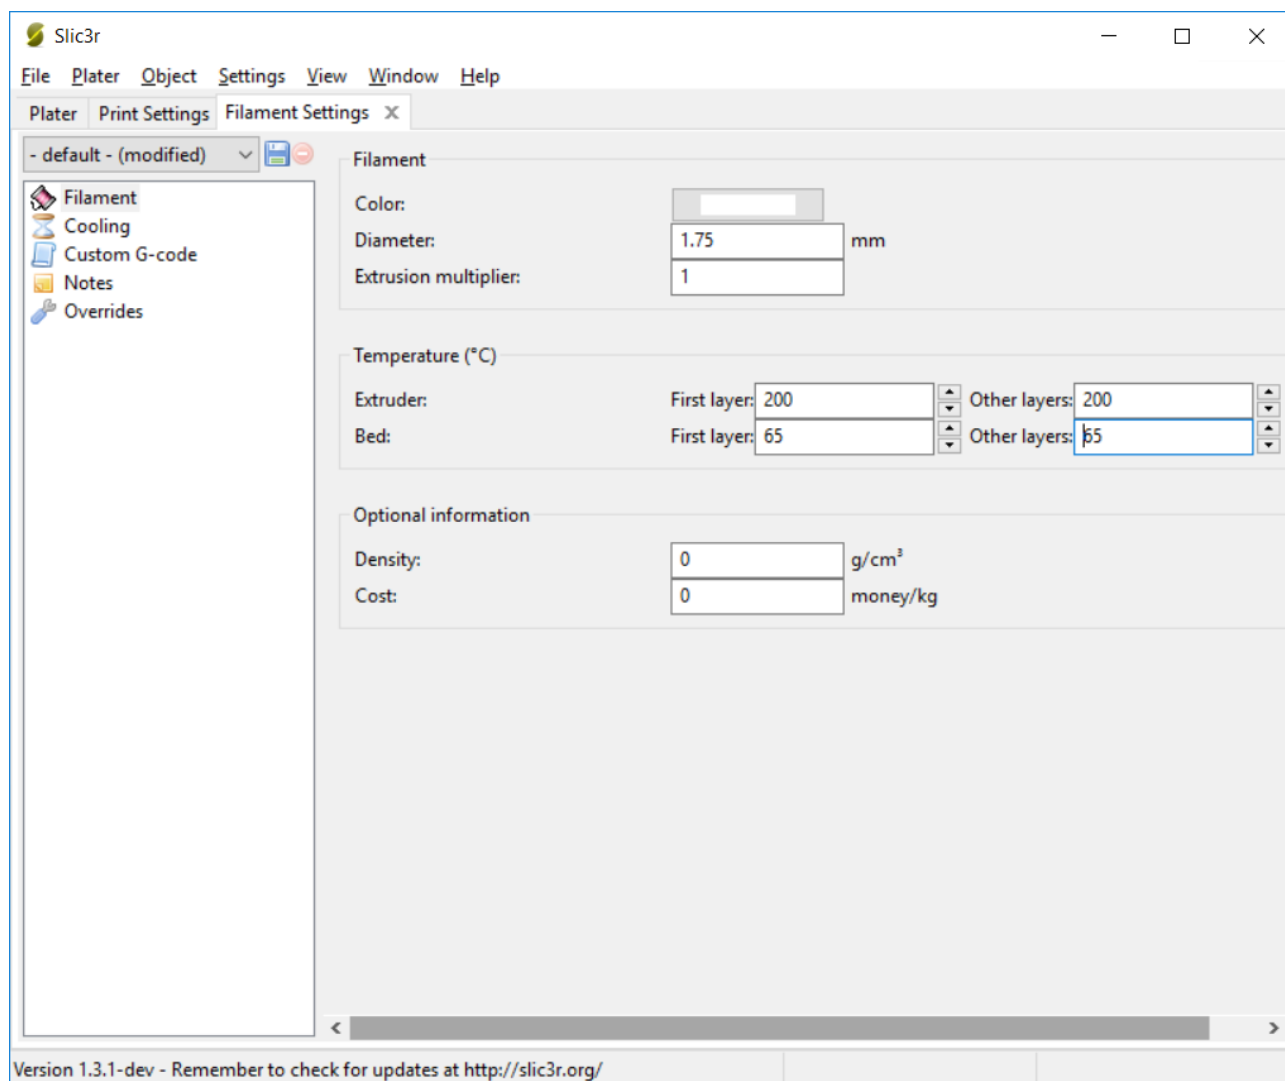 Slic3r
File Plater Object Settings View Window Help
Plater Print Settings Filament Settings
- default - (modified)
Filament
Cooling
Custom G-code
Notes
Overrides
Filament
Color:
Diameter: 1.75 mm
Extrusion multiplier: 1
Temperature (°C)
Extruder: First layer: 200 Other layers: 200
Bed: First layer: 65 Other layers: 65
Optional information
Density: 0 g/cm³
Cost: 0 money/kg
Version 1.3.1-dev - Remember to check for updates at http://slic3r.org/